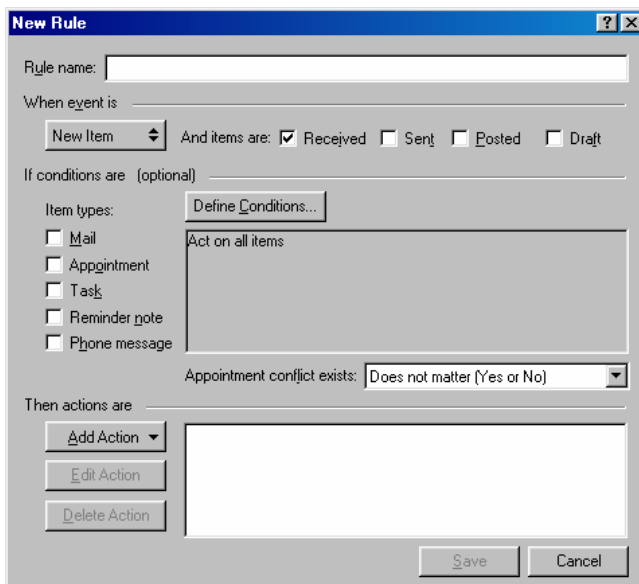 New Rule
Rule name:
When event is
New Item And items are: Received Sent Posted Draft
If conditions are (optional)
Item types: Define Conditions...
Mail Act on all items
Appointment
Task
Reminder note
Phone message
Appointment conflict exists: Does not matter (Yes or No)
Then actions are
Add Action
Edit Action
Delete Action
Save Cancel